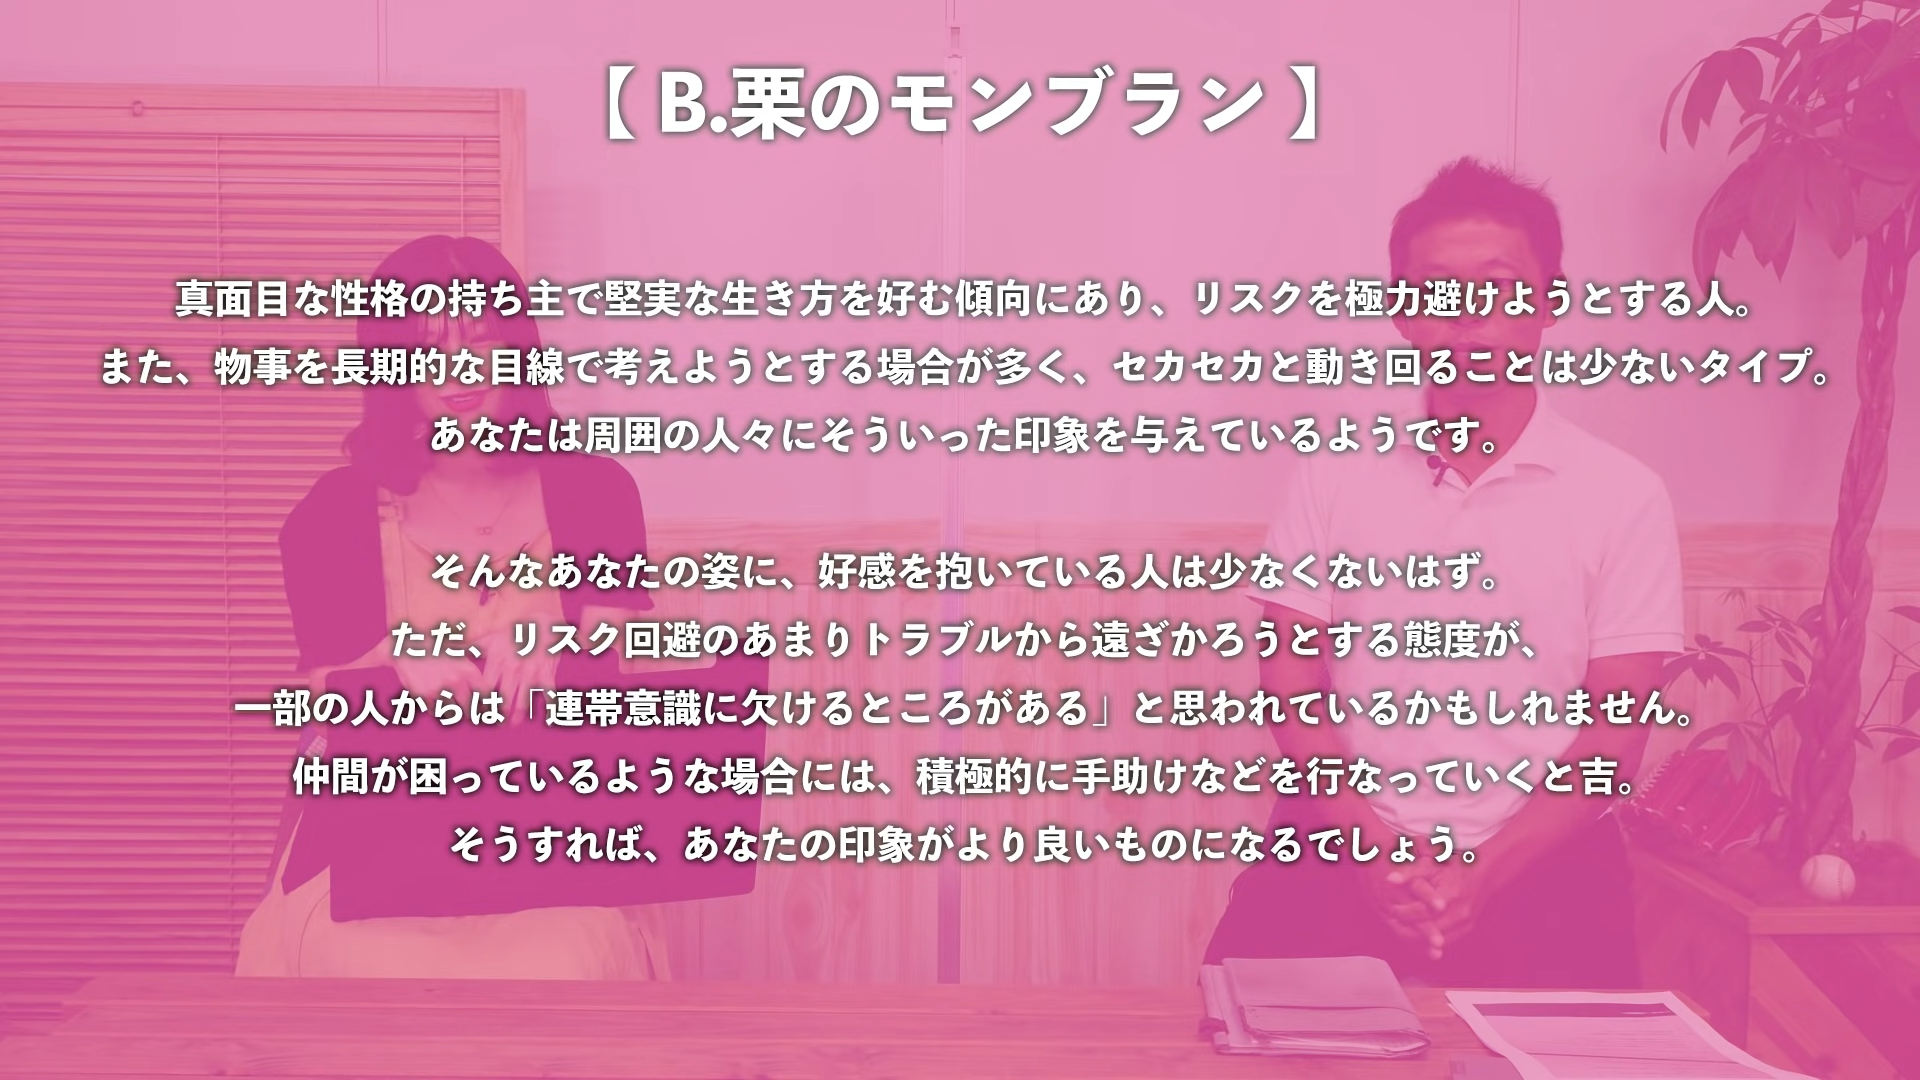 【 B.栗のモンブラン 】
真面目な性格の持ち主で堅実な生き方を好む傾向にあり、リスクを極力避けようとする人。
また、物事を長期的な目線で考えようとする場合が多く、セカセカと動き回ることは少ないタイプ。
あなたは周囲の人々にそういった印象を与えているようです。
そんなあなたの姿に、好感を抱いている人は少なくないはず。
ただ、リスク回避のあまりトラブルから遠ざかろうとする態度が、
一部の人からは「連帯意識に欠けるところがある」と思われているかもしれません。
仲間が困っているような場合には、積極的に手助けなどを行なっていくと吉。
そうすれば、あなたの印象がより良いものになるでしょう。